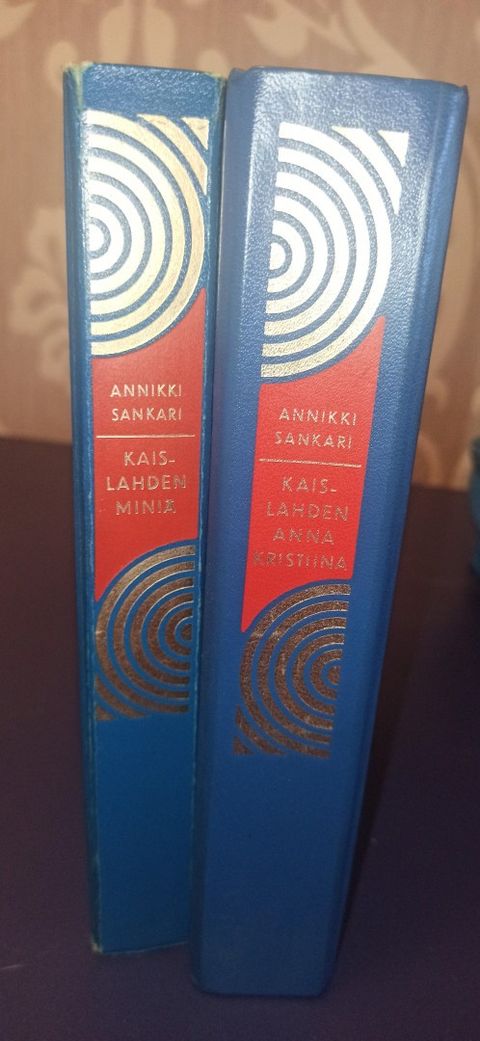 ANNIKKI
SANKARI
KAIS-
LAHDEN
MINIÄ
ANNIKKI
SANKARI
KAIS-
LAHDEN
ANNA
KRISTIINA